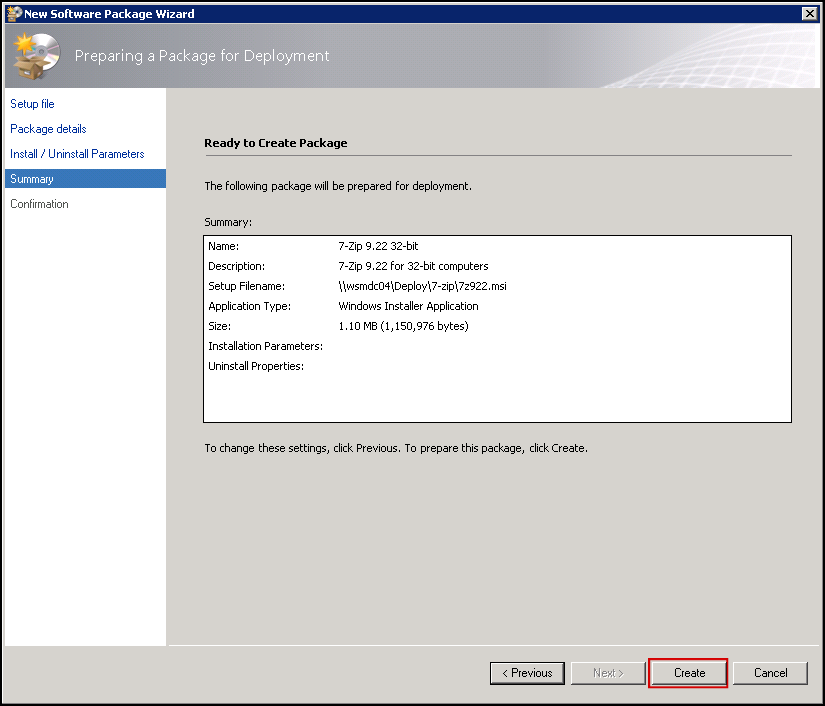 New Software Package Wizard
Preparing a Package for Deployment
Setup file
Package details
Install / Uninstall Parameters
Summary
Confirmation
Ready to Create Package
The following package will be prepared for deployment.
Summary:
Name: 7-Zip 9.22 32-bit
Description: 7-Zip 9.22 for 32-bit computers
Setup Filename: \\wsmdc04\Deploy\7-zip\7z922.msi
Application Type: Windows Installer Application
Size: 1.10 MB (1,150,976 bytes)
Installation Parameters:
Uninstall Properties:
To change these settings, click Previous. To prepare this package, click Create.
< Previous Next > Create Cancel